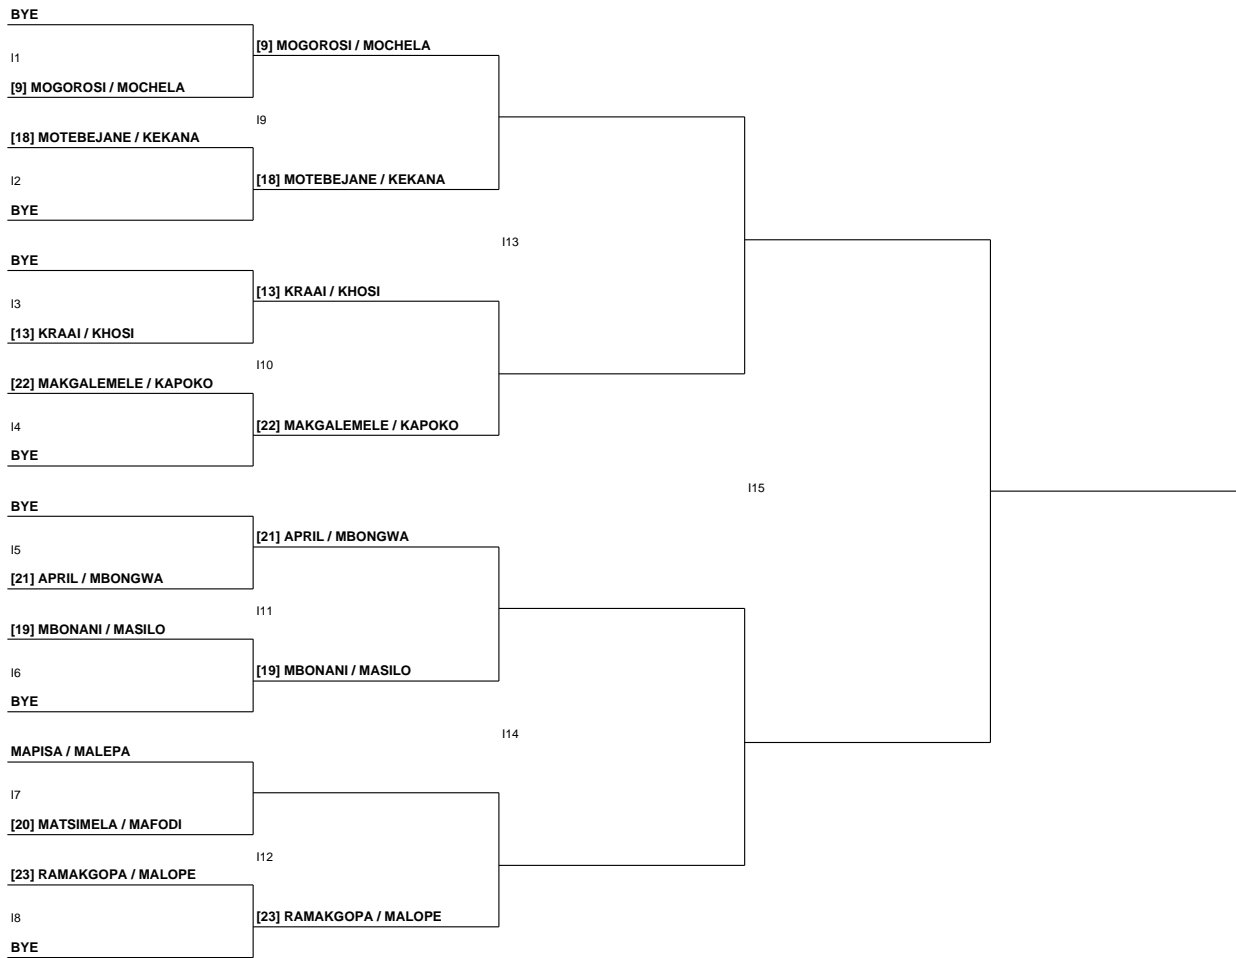 BYE
[9] MOGOROSI / MOCHELA
I1
[9] MOGOROSI / MOCHELA
I9
[18] MOTEBEJANE / KEKANA
I2
[18] MOTEBEJANE / KEKANA
BYE
I13
BYE
[13] KRAAI / KHOSI
I3
[13] KRAAI / KHOSI
I10
[22] MAKGALEMELE / KAPOKO
I4
[22] MAKGALEMELE / KAPOKO
BYE
I15
BYE
[21] APRIL / MBONGWA
I5
[21] APRIL / MBONGWA
I11
[19] MBONANI / MASILO
I6
[19] MBONANI / MASILO
BYE
I14
MAPISA / MALEPA
I7
[20] MATSIMELA / MAFODI
I12
[23] RAMAKGOPA / MALOPE
I8
[23] RAMAKGOPA / MALOPE
BYE